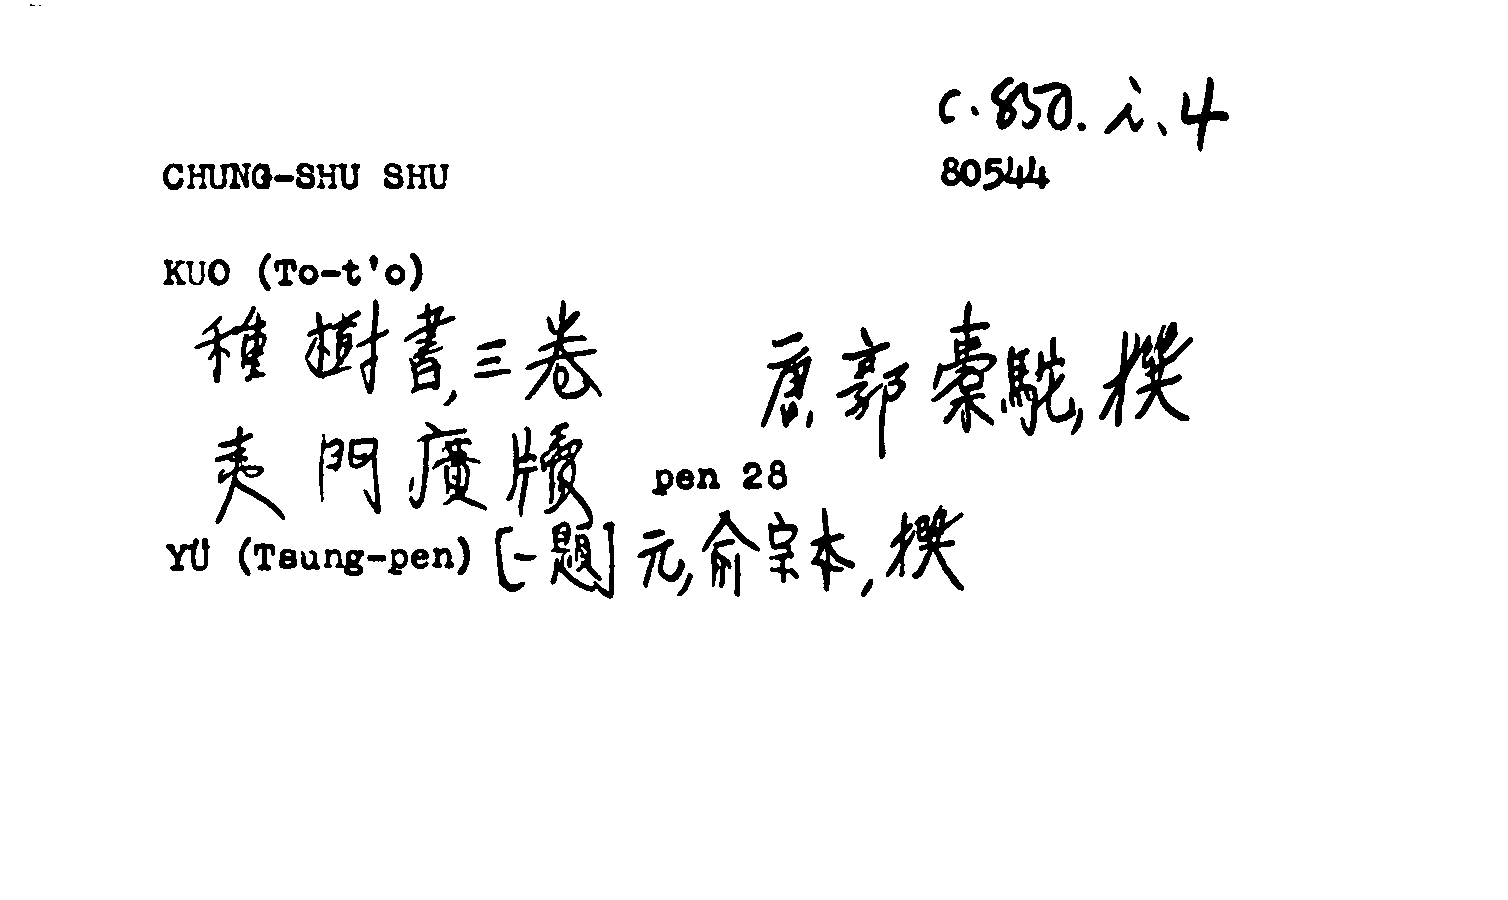 c.850.i.4
CHUNG-SHU SHU 80544
KUO (To-t'o)
種樹書,三卷 唐,郭橐駝,撰
夷門廣牘 pen 28
YÜ (Tsung-pen) [一題] 元,俞宗本,撰